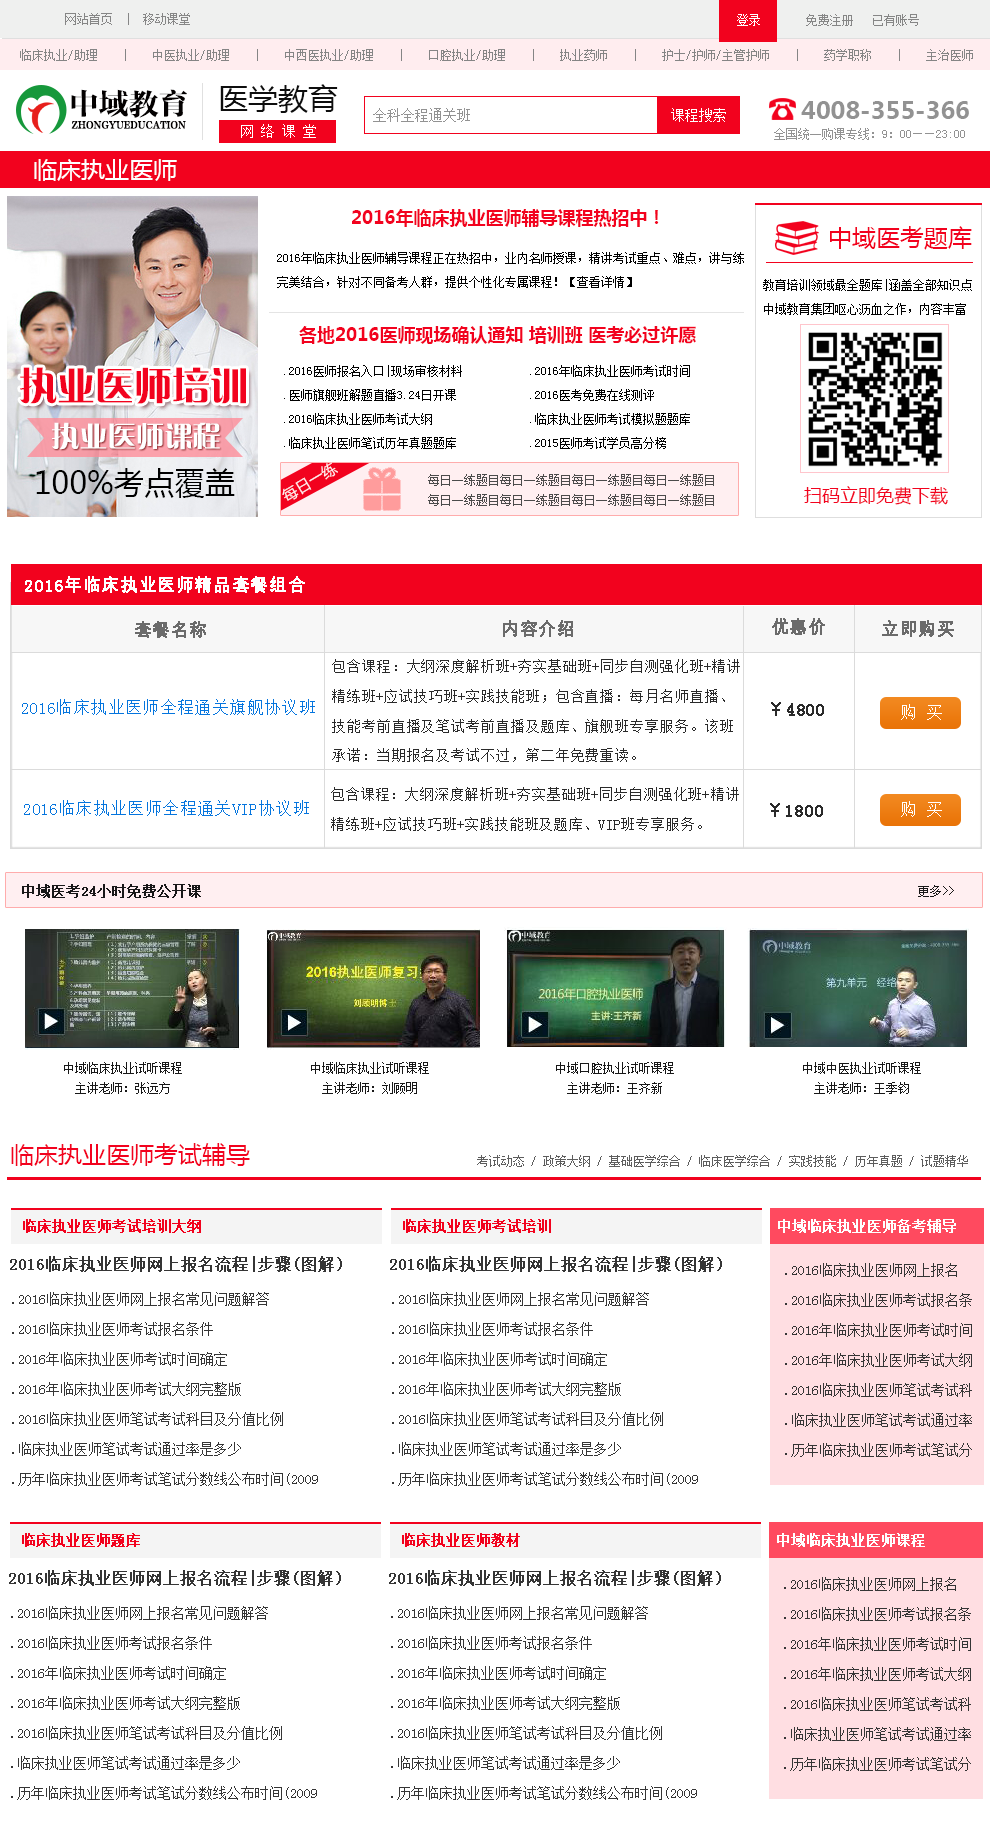 网站首页 | 移动课堂
登录 免费注册 已有账号
临床执业/助理 | 中医执业/助理 | 中西医执业/助理 | 口腔执业/助理 | 执业药师 | 护士/护师/主管护师 | 药学职称 | 主治医师
中域教育
ZHONGYUEDUCATION
医学教育
网络课堂
全科全程通关班 课程搜索
4008-355-366
全国统一购课专线：9：00——23:00
临床执业医师
执业医师培训
执业医师课程
100%考点覆盖
2016年临床执业医师辅导课程热招中！
2016年临床执业医师辅导课程正在热招中，业内名师授课，精讲考试重点、难点，讲与练
完美结合，针对不同备考人群，提供个性化专属课程！【查看详情】
各地2016医师现场确认通知 培训班 医考必过许愿
.2016医师报名入口|现场审核材料
.2016年临床执业医师考试时间
.医师旗舰班解题直播3.24日开课
.2016医考免费在线测评
.2016临床执业医师考试大纲
.临床执业医师考试模拟题题库
.临床执业医师笔试历年真题题库
.2015医师考试学员高分榜
每日一练
每日一练题目每日一练题目每日一练题目每日一练题目
每日一练题目每日一练题目每日一练题目每日一练题目
中域医考题库
教育培训领域最全题库|涵盖全部知识点
中域教育集团呕心沥血之作，内容丰富
扫码立即免费下载
2016年临床执业医师精品套餐组合
套餐名称 内容介绍 优惠价 立即购买
2016临床执业医师全程通关旗舰协议班
包含课程：大纲深度解析班+夯实基础班+同步自测强化班+精讲
精练班+应试技巧班+实践技能班；包含直播：每月名师直播、
技能考前直播及笔试考前直播及题库、旗舰班专享服务。该班
承诺：当期报名及考试不过，第二年免费重读。
￥4800
购 买
2016临床执业医师全程通关VIP协议班
包含课程：大纲深度解析班+夯实基础班+同步自测强化班+精讲
精练班+应试技巧班+实践技能班及题库、VIP班专享服务。
￥1800
购 买
中域医考24小时免费公开课
更多>>
中域教育
2016执业医师复习
刘顾明博士
中域教育
2016年口腔执业医师
主讲:王齐新
中域教育
第九单元 经络
中域临床执业试听课程
主讲老师：张远方
中域临床执业试听课程
主讲老师：刘顾明
中域口腔执业试听课程
主讲老师：王齐新
中域中医执业试听课程
主讲老师：王季钧
临床执业医师考试辅导
考试动态 / 政策大纲 / 基础医学综合 / 临床医学综合 / 实践技能 / 历年真题 / 试题精华
临床执业医师考试培训大纲
2016临床执业医师网上报名流程|步骤(图解)
.2016临床执业医师网上报名常见问题解答
.2016临床执业医师考试报名条件
.2016年临床执业医师考试时间确定
.2016年临床执业医师考试大纲完整版
.2016临床执业医师笔试考试科目及分值比例
.临床执业医师笔试考试通过率是多少
.历年临床执业医师考试笔试分数线公布时间(2009
临床执业医师考试培训
2016临床执业医师网上报名流程|步骤(图解)
.2016临床执业医师网上报名常见问题解答
.2016临床执业医师考试报名条件
.2016年临床执业医师考试时间确定
.2016年临床执业医师考试大纲完整版
.2016临床执业医师笔试考试科目及分值比例
.临床执业医师笔试考试通过率是多少
.历年临床执业医师考试笔试分数线公布时间(2009
中域临床执业医师备考辅导
.2016临床执业医师网上报名
.2016临床执业医师考试报名条
.2016年临床执业医师考试时间
.2016年临床执业医师考试大纲
.2016临床执业医师笔试考试科
.临床执业医师笔试考试通过率
.历年临床执业医师考试笔试分
临床执业医师题库
2016临床执业医师网上报名流程|步骤(图解)
.2016临床执业医师网上报名常见问题解答
.2016临床执业医师考试报名条件
.2016年临床执业医师考试时间确定
.2016年临床执业医师考试大纲完整版
.2016临床执业医师笔试考试科目及分值比例
.临床执业医师笔试考试通过率是多少
.历年临床执业医师考试笔试分数线公布时间(2009
临床执业医师教材
2016临床执业医师网上报名流程|步骤(图解)
.2016临床执业医师网上报名常见问题解答
.2016临床执业医师考试报名条件
.2016年临床执业医师考试时间确定
.2016年临床执业医师考试大纲完整版
.2016临床执业医师笔试考试科目及分值比例
.临床执业医师笔试考试通过率是多少
.历年临床执业医师考试笔试分数线公布时间(2009
中域临床执业医师课程
.2016临床执业医师网上报名
.2016临床执业医师考试报名条
.2016年临床执业医师考试时间
.2016年临床执业医师考试大纲
.2016临床执业医师笔试考试科
.临床执业医师笔试考试通过率
.历年临床执业医师考试笔试分